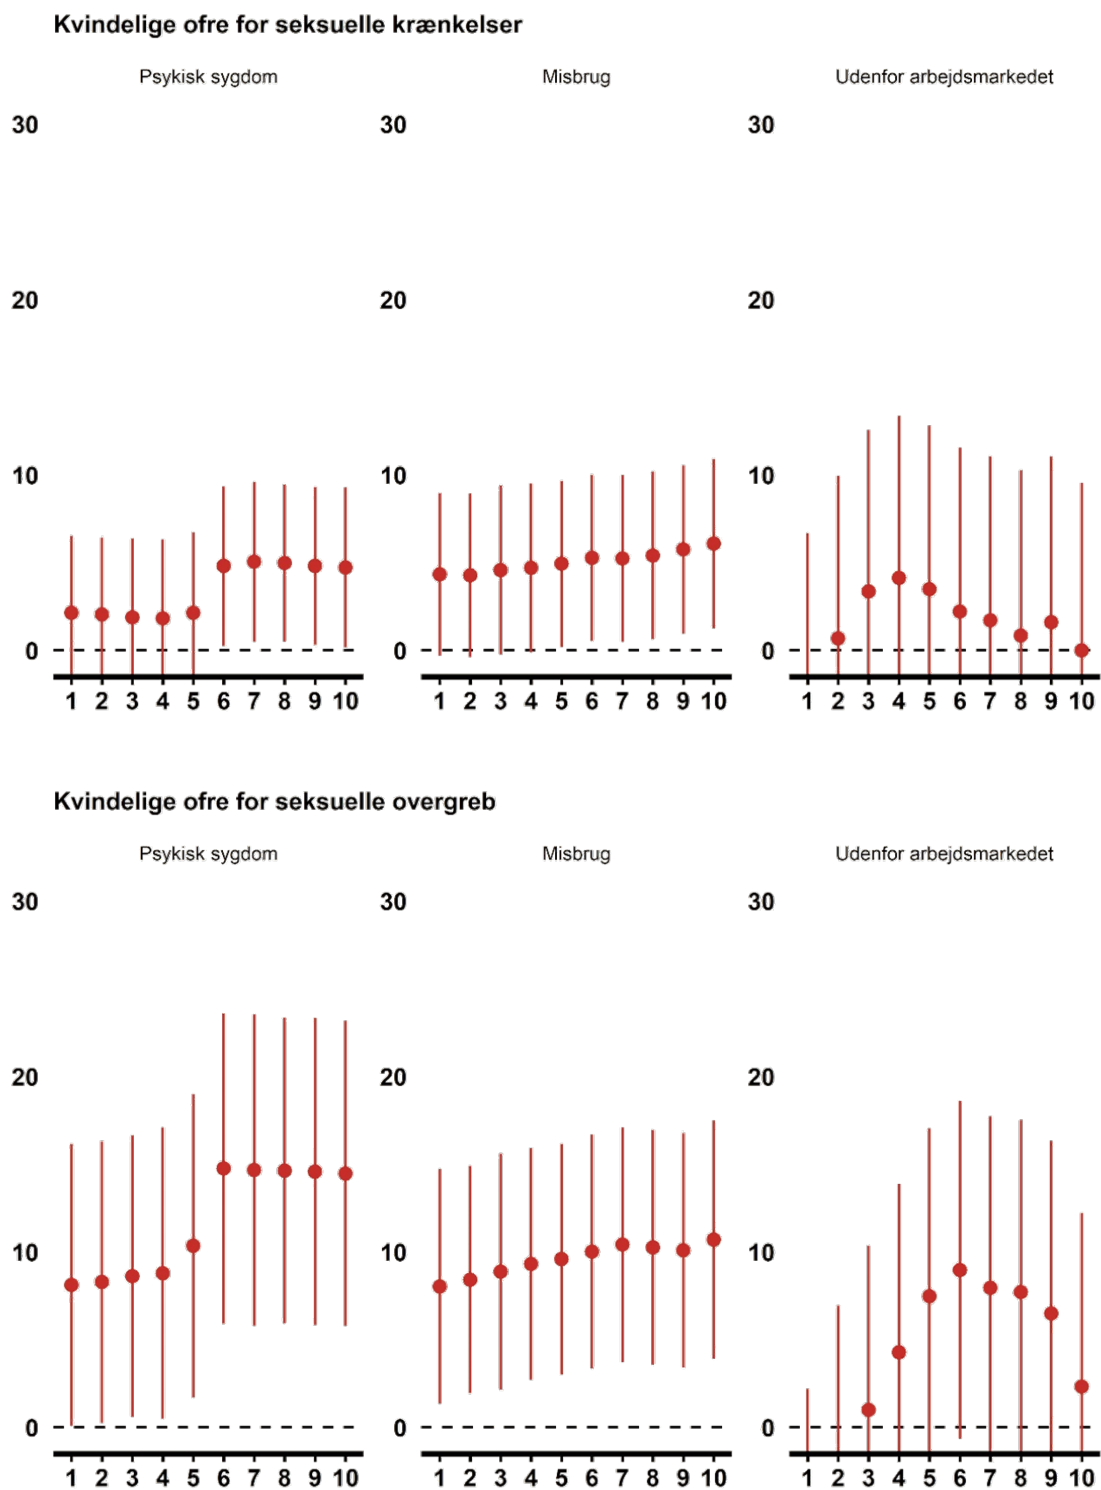 Kvindelige ofre for seksuelle krænkelser
Psykisk sygdom Misbrug Udenfor arbejdsmarkedet
30 30 30
20 20 20
10 10 10
0 0 0
1 2 3 4 5 6 7 8 9 10 1 2 3 4 5 6 7 8 9 10 1 2 3 4 5 6 7 8 9 10
Kvindelige ofre for seksuelle overgreb
Psykisk sygdom Misbrug Udenfor arbejdsmarkedet
30 30 30
20 20 20
10 10 10
0 0 0
1 2 3 4 5 6 7 8 9 10 1 2 3 4 5 6 7 8 9 10 1 2 3 4 5 6 7 8 9 10